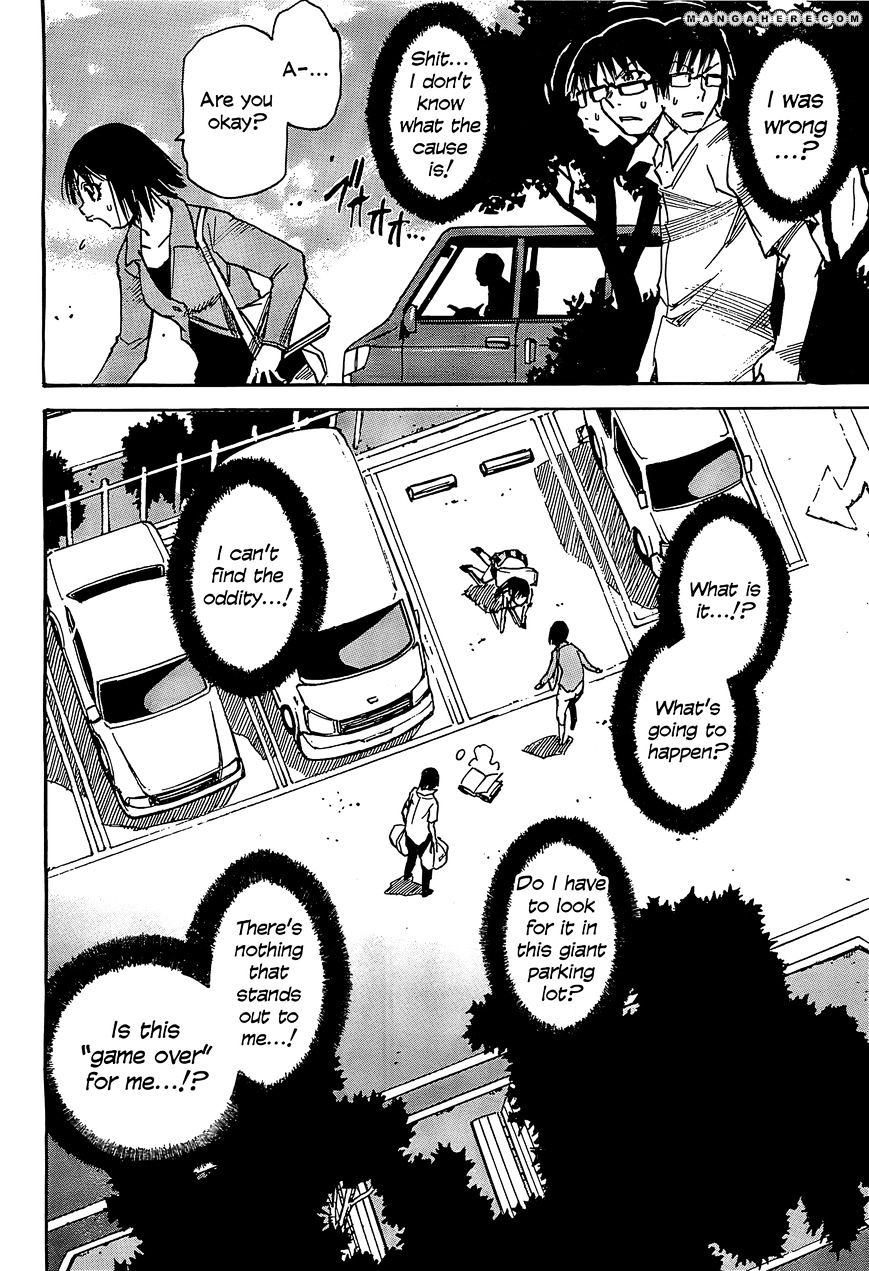 MANGAHERE.COM
I was
wrong
...?
Shit...
I don't
know
what the
cause
is!
A-...
Are you
okay?
ブオオオ...
What is
it...!?
What's
going to
happen?
I can't
find the
oddity...!
Do I have
to look
for it in
this giant
parking
lot?
There's
nothing
that
stands
out to
me...!
Is this
"game over"
for me...!?